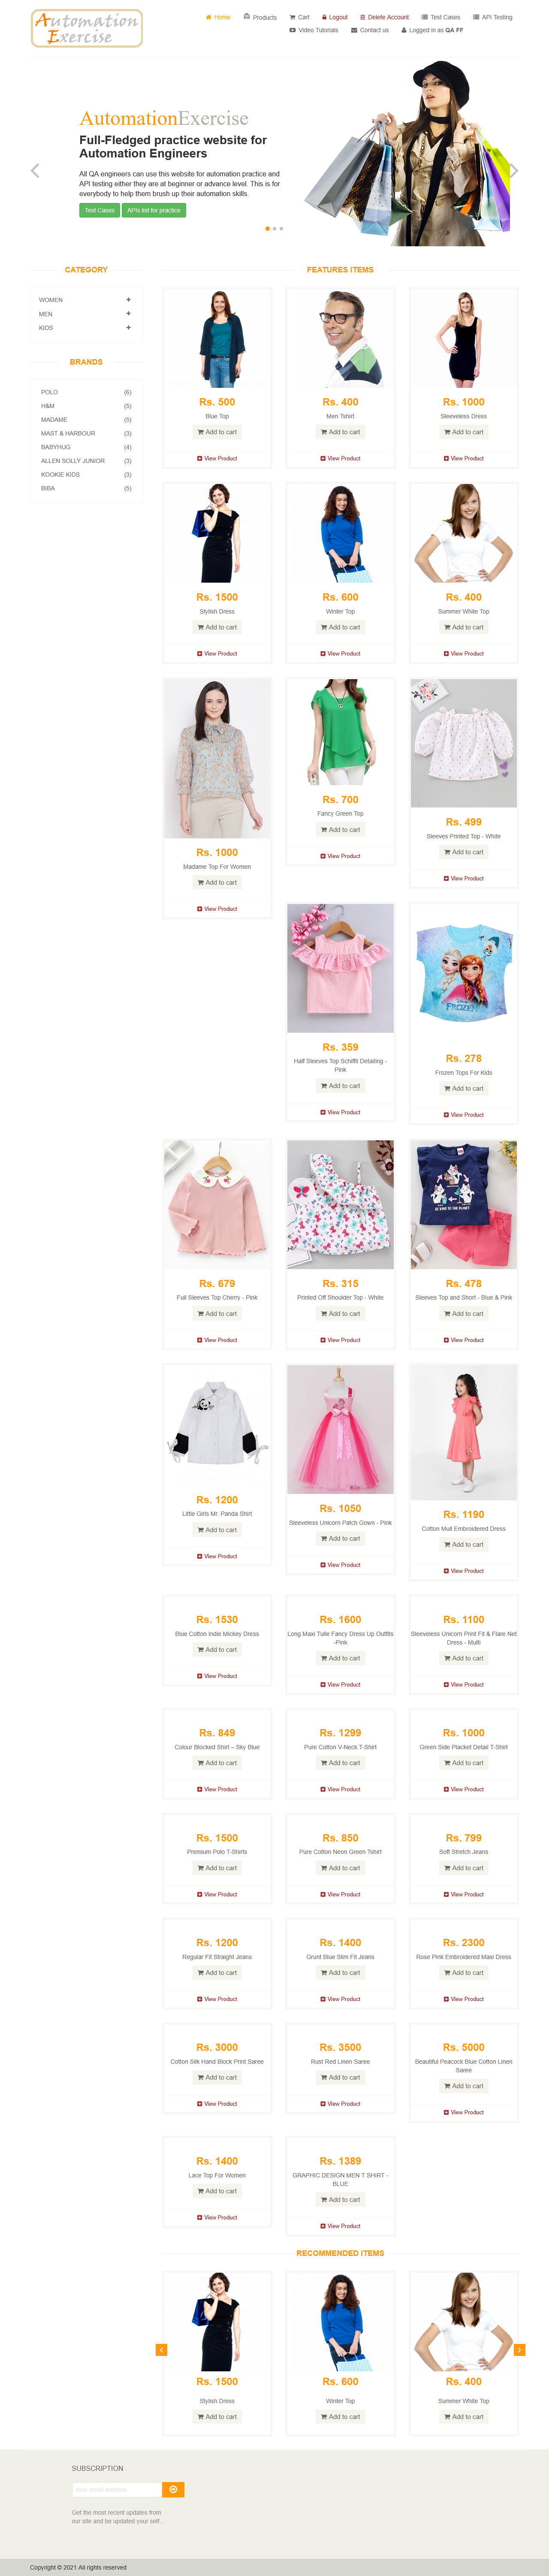 Automation
Exercise
Home Products Cart Logout Delete Account Test Cases API Testing
Video Tutorials Contact us Logged in as QA FF
AutomationExercise
Full-Fledged practice website for
Automation Engineers
All QA engineers can use this website for automation practice and
API testing either they are at beginner or advance level. This is for
everybody to help them brush up their automation skills.
Test Cases APIs list for practice
CATEGORY
WOMEN
MEN
KIDS
BRANDS
POLO (6)
H&M (5)
MADAME (5)
MAST & HARBOUR (3)
BABYHUG (4)
ALLEN SOLLY JUNIOR (3)
KOOKIE KIDS (3)
BIBA (5)
FEATURES ITEMS
Rs. 500 Rs. 400 Rs. 1000
Blue Top Men Tshirt Sleeveless Dress
Add to cart Add to cart Add to cart
View Product View Product View Product
Rs. 1500 Rs. 600 Rs. 400
Stylish Dress Winter Top Summer White Top
Add to cart Add to cart Add to cart
View Product View Product View Product
Rs. 1000
Madame Top For Women
Add to cart
View Product
Rs. 700
Fancy Green Top
Add to cart
View Product
Rs. 499
Sleeves Printed Top - White
Add to cart
View Product
Rs. 359
Half Sleeves Top Schiffli Detailing -
Pink
Add to cart
View Product
FROZEN
Rs. 278
Frozen Tops For Kids
Add to cart
View Product
Rs. 679 Rs. 315 Rs. 478
Full Sleeves Top Cherry - Pink Printed Off Shoulder Top - White Sleeves Top and Short - Blue & Pink
Add to cart Add to cart Add to cart
View Product View Product View Product
Rs. 1200
Little Girls Mr. Panda Shirt
Add to cart
View Product
Rs. 1050
Sleeveless Unicorn Patch Gown - Pink
Add to cart
View Product
Rs. 1190
Cotton Mull Embroidered Dress
Add to cart
View Product
Rs. 1530
Blue Cotton Indie Mickey Dress
Add to cart
View Product
Rs. 1600
Long Maxi Tulle Fancy Dress Up Outfits
-Pink
Add to cart
View Product
Rs. 1100
Sleeveless Unicorn Print Fit & Flare Net
Dress - Multi
Add to cart
View Product
Rs. 849 Rs. 1299 Rs. 1000
Colour Blocked Shirt – Sky Blue Pure Cotton V-Neck T-Shirt Green Side Placket Detail T-Shirt
Add to cart Add to cart Add to cart
View Product View Product View Product
Rs. 1500 Rs. 850 Rs. 799
Premium Polo T-Shirts Pure Cotton Neon Green Tshirt Soft Stretch Jeans
Add to cart Add to cart Add to cart
View Product View Product View Product
Rs. 1200 Rs. 1400 Rs. 2300
Regular Fit Straight Jeans Grunt Blue Slim Fit Jeans Rose Pink Embroidered Maxi Dress
Add to cart Add to cart Add to cart
View Product View Product View Product
Rs. 3000
Cotton Silk Hand Block Print Saree
Add to cart
View Product
Rs. 3500
Rust Red Linen Saree
Add to cart
View Product
Rs. 5000
Beautiful Peacock Blue Cotton Linen
Saree
Add to cart
View Product
Rs. 1400
Lace Top For Women
Add to cart
View Product
Rs. 1389
GRAPHIC DESIGN MEN T SHIRT -
BLUE
Add to cart
View Product
RECOMMENDED ITEMS
Rs. 1500 Rs. 600 Rs. 400
Stylish Dress Winter Top Summer White Top
Add to cart Add to cart Add to cart
SUBSCRIPTION
Your email address
Get the most recent updates from
our site and be updated your self...
Copyright © 2021 All rights reserved